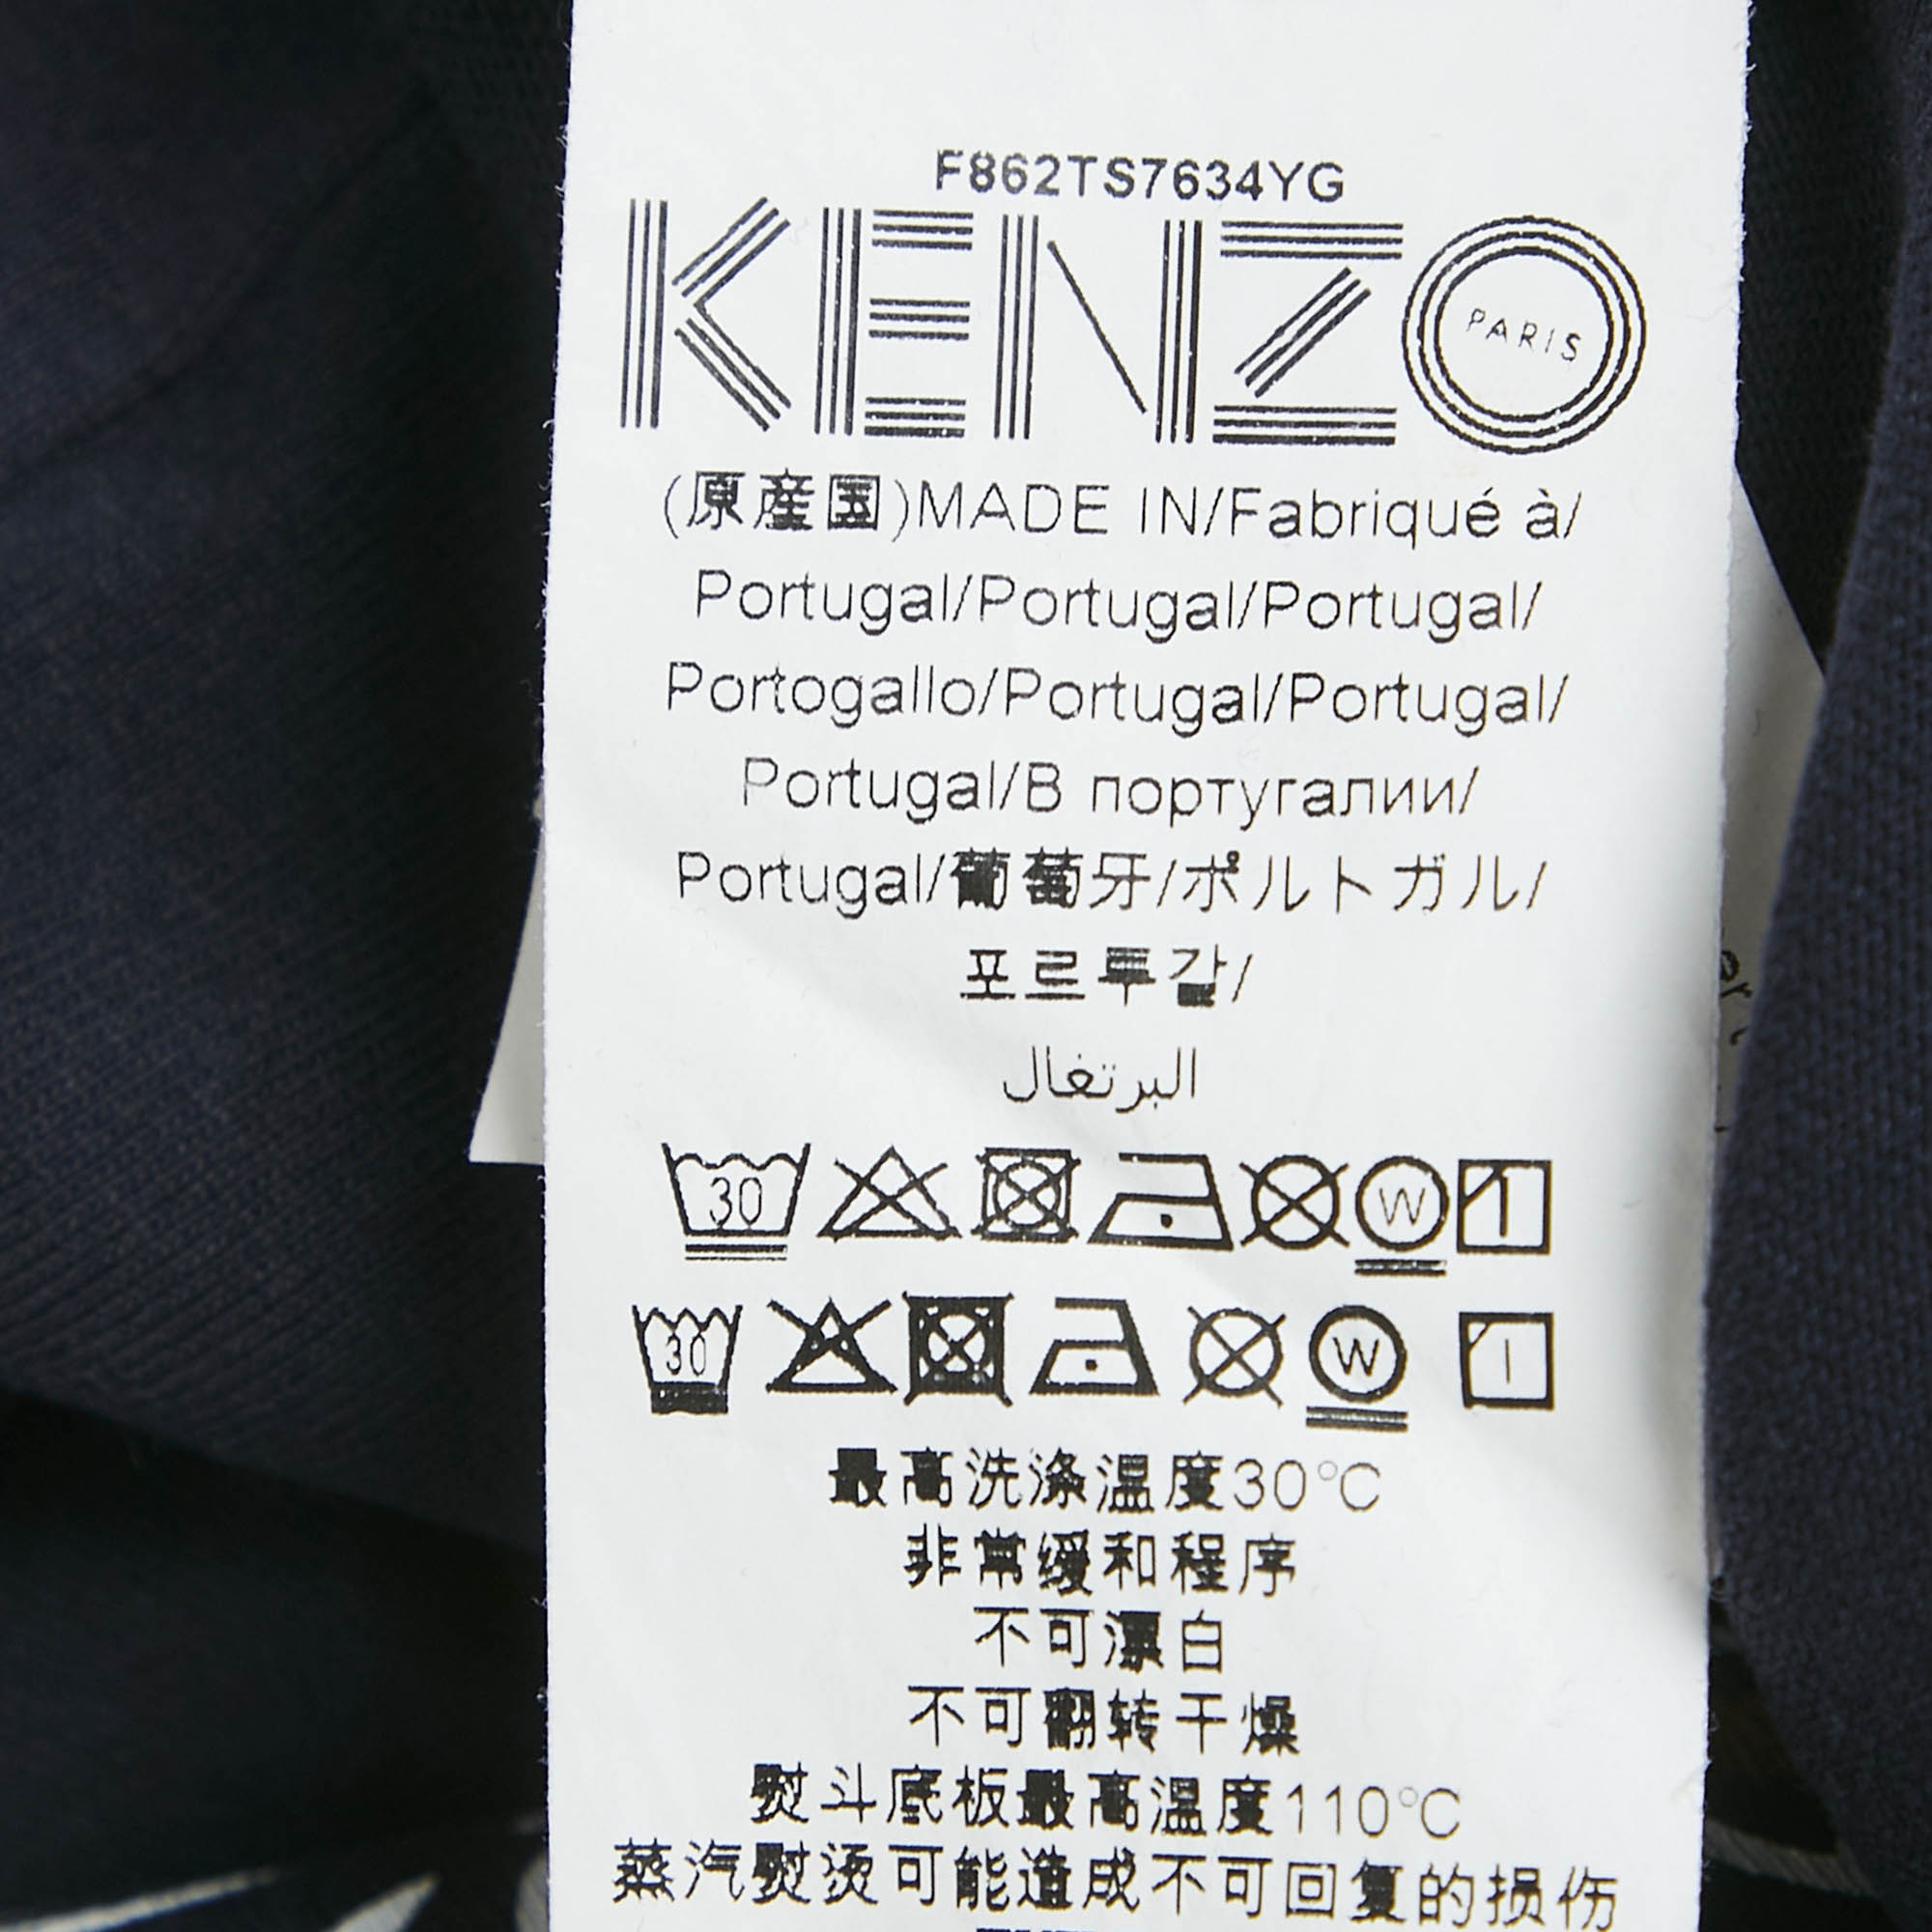 F862TS7634YG
KENZO
PARIS
(原産国)MADE IN/Fabriqué à/
Portugal/Portugal/Portugal/
Portogallo/Portugal/Portugal/
Portugal/В португалии/
Portugal/葡萄牙/ポルトガル/
포르투갈/
البرتغال
30 W
30 W
最高洗涤温度30°C
非常缓和程序
不可漂白
不可翻转干燥
熨斗底板最高温度110°C
蒸汽熨烫可能造成不可回复的损伤